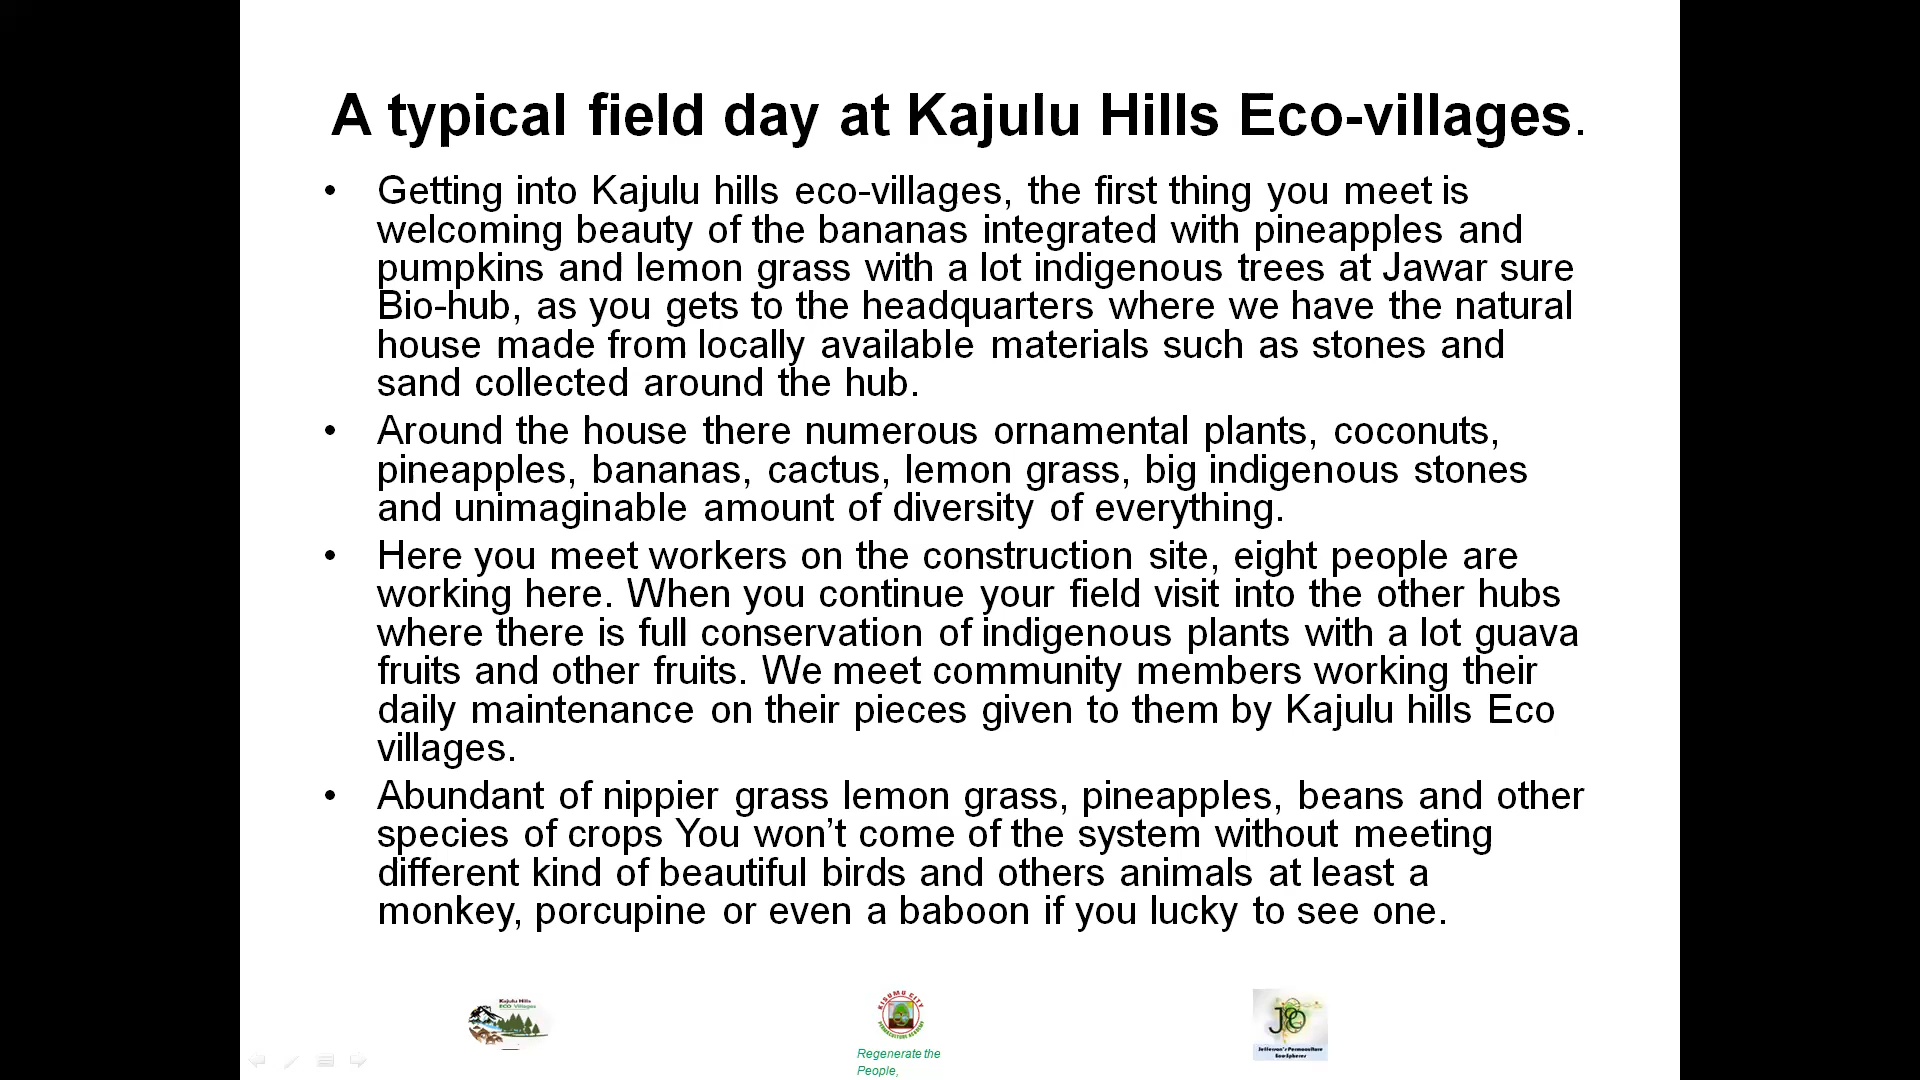 A typical field day at Kajulu Hills Eco-villages.
• Getting into Kajulu hills eco-villages, the first thing you meet is
welcoming beauty of the bananas integrated with pineapples and
pumpkins and lemon grass with a lot indigenous trees at Jawar sure
Bio-hub, as you gets to the headquarters where we have the natural
house made from locally available materials such as stones and
sand collected around the hub.
• Around the house there numerous ornamental plants, coconuts,
pineapples, bananas, cactus, lemon grass, big indigenous stones
and unimaginable amount of diversity of everything.
• Here you meet workers on the construction site, eight people are
working here. When you continue your field visit into the other hubs
where there is full conservation of indigenous plants with a lot guava
fruits and other fruits. We meet community members working their
daily maintenance on their pieces given to them by Kajulu hills Eco
villages.
• Abundant of nippier grass lemon grass, pineapples, beans and other
species of crops You won’t come of the system without meeting
different kind of beautiful birds and others animals at least a
monkey, porcupine or even a baboon if you lucky to see one.
Kajulu Hills
ECO Villages
KISUMU CITY
PERMACULTURE ACADEMY
Regenerate the
People,
Jefferson's Permaculture
Eco-Spheres